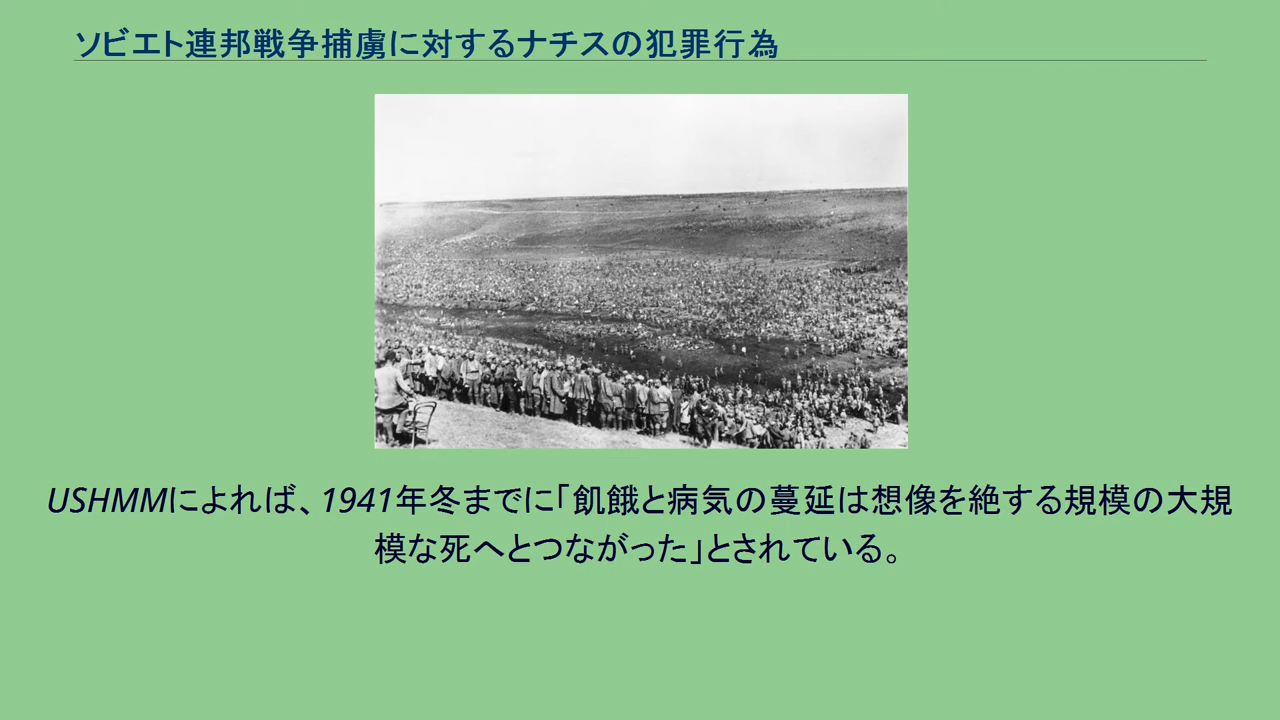 ソビエト連邦戦争捕虜に対するナチスの犯罪行為
USHMMによれば、1941年冬までに「飢餓と病気の蔓延は想像を絶する規模の大規
模な死へとつながった」とされている。